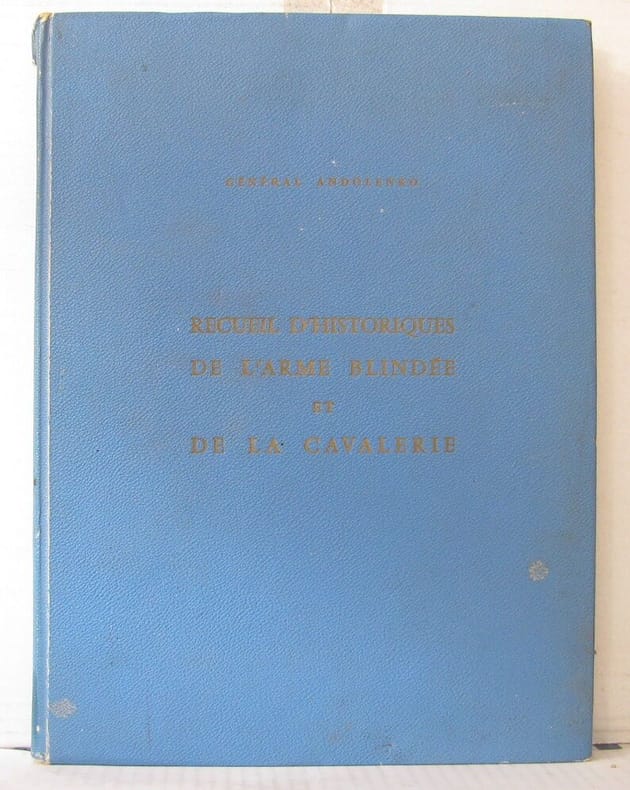 GÉNÉRAL ANDOLENKO
RECUEIL D'HISTORIQUES
DE L'ARME BLINDÉE
ET
DE LA CAVALERIE